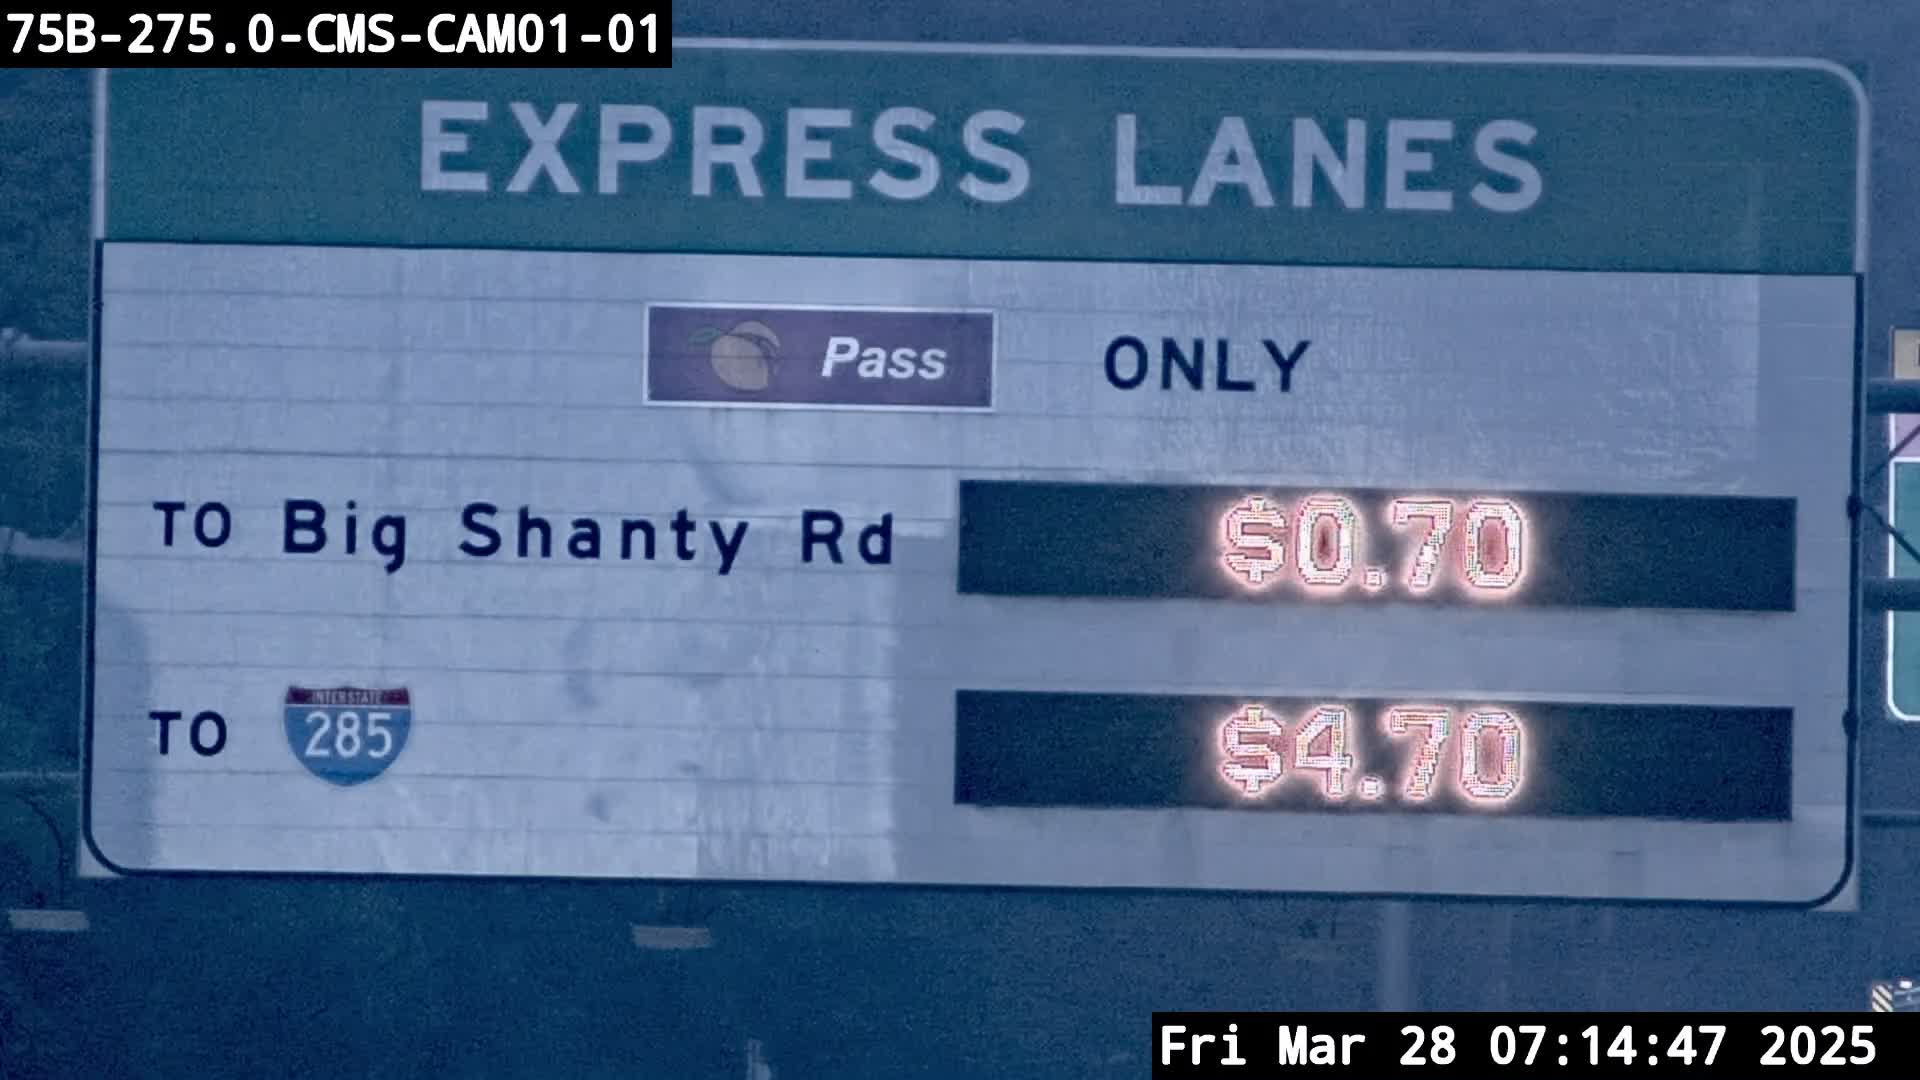 75B-275.0-CMS-CAM01-01
EXPRESS LANES
Pass ONLY
TO Big Shanty Rd $0.70
TO INTERSTATE 285 $4.70
Fri Mar 28 07:14:47 2025